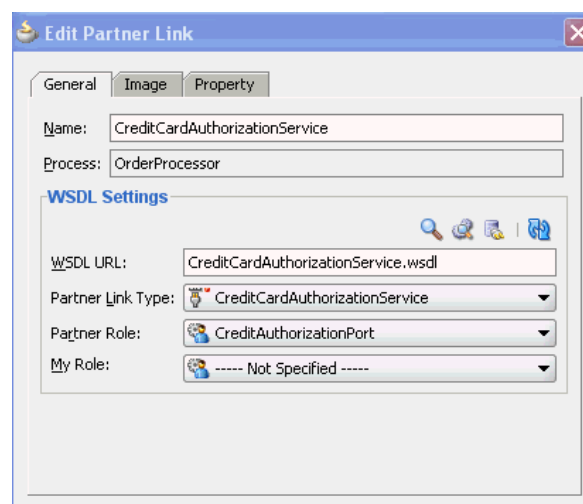 Edit Partner Link
General Image Property
Name: CreditCardAuthorizationService
Process: OrderProcessor
WSDL Settings
WSDL URL: CreditCardAuthorizationService.wsdl
Partner Link Type: CreditCardAuthorizationService
Partner Role: CreditAuthorizationPort
My Role: ----- Not Specified -----